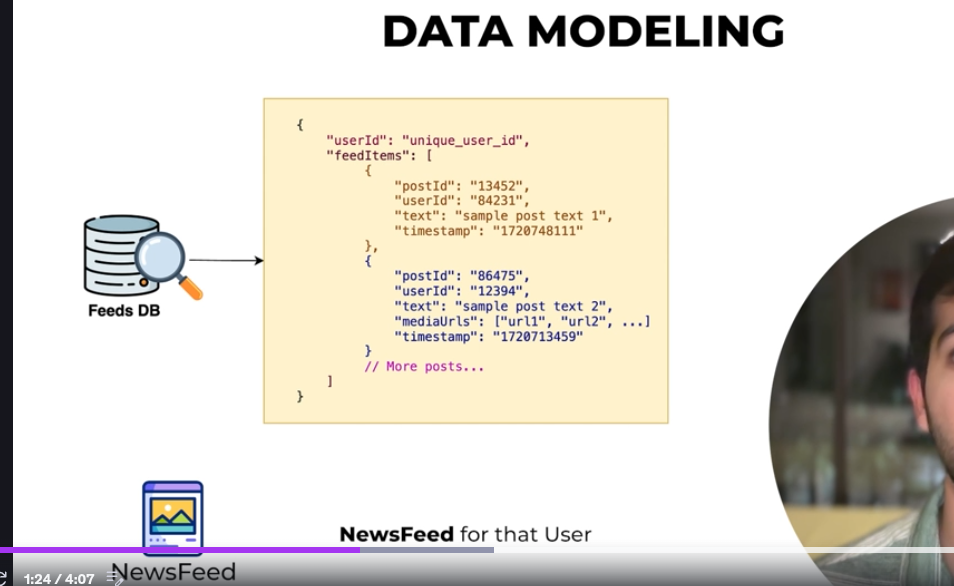 DATA MODELING
{
"userId": "unique_user_id",
"feedItems": [
{
"postId": "13452",
"userId": "84231",
"text": "sample post text 1",
"timestamp": "1720748111"
},
{
"postId": "86475",
"userId": "12394",
"text": "sample post text 2",
"mediaUrls": ["url1", "url2", ...]
"timestamp": "1720713459"
}
// More posts...
]
}
Feeds DB
NewsFeed for that User
NewsFeed
1:24 / 4:07